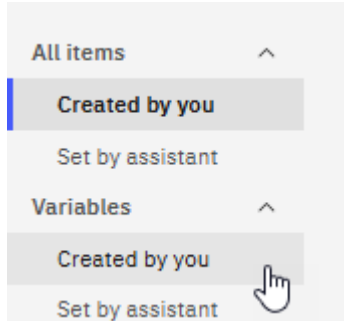 All items
Created by you
Set by assistant
Variables
Created by you
Set by assistant